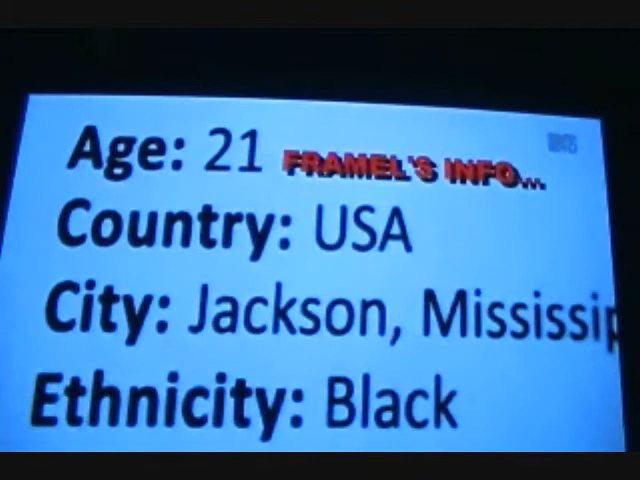 Age: 21
FRAMEL'S INFO...
Country: USA
City: Jackson, Mississip
Ethnicity: Black